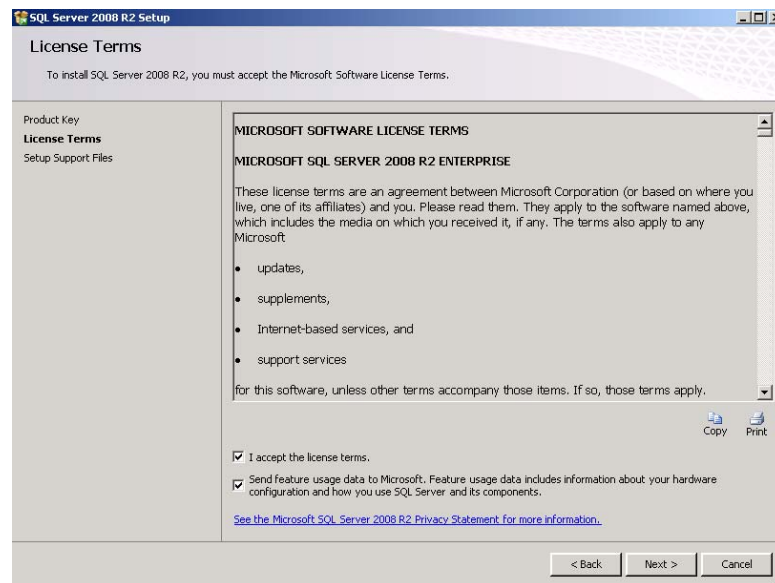 SQL Server 2008 R2 Setup
License Terms
To install SQL Server 2008 R2, you must accept the Microsoft Software License Terms.
Product Key
License Terms
Setup Support Files
MICROSOFT SOFTWARE LICENSE TERMS
MICROSOFT SQL SERVER 2008 R2 ENTERPRISE
These license terms are an agreement between Microsoft Corporation (or based on where you
live, one of its affiliates) and you. Please read them. They apply to the software named above,
which includes the media on which you received it, if any. The terms also apply to any
Microsoft
• updates,
• supplements,
• Internet-based services, and
• support services
for this software, unless other terms accompany those items. If so, those terms apply.
Copy Print
I accept the license terms.
Send feature usage data to Microsoft. Feature usage data includes information about your hardware
configuration and how you use SQL Server and its components.
See the Microsoft SQL Server 2008 R2 Privacy Statement for more information.
< Back Next > Cancel